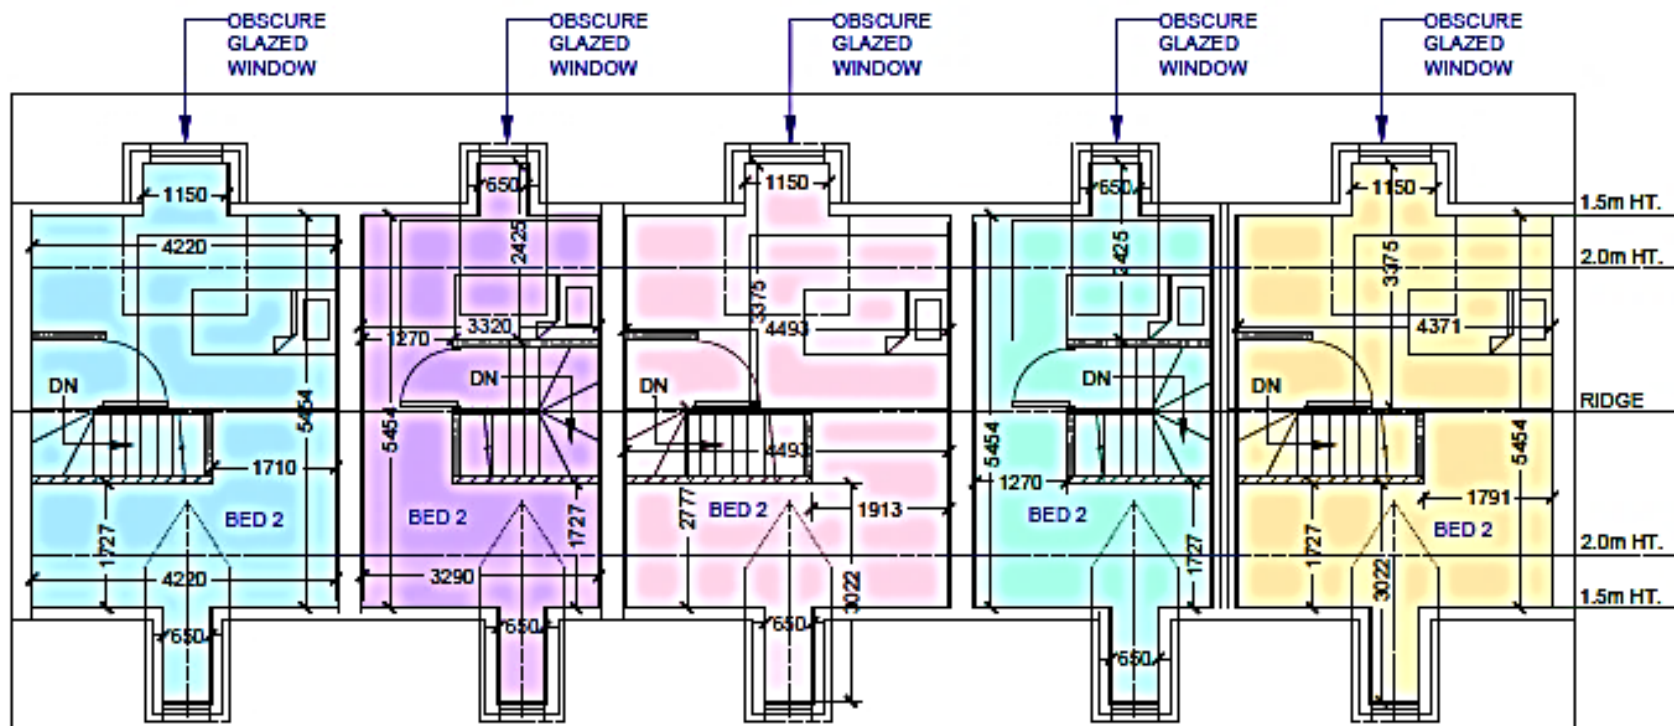 OBSCURE
GLAZED
WINDOW
OBSCURE
GLAZED
WINDOW
OBSCURE
GLAZED
WINDOW
OBSCURE
GLAZED
WINDOW
OBSCURE
GLAZED
WINDOW
1150
650
1150
650
1150
1.5m HT.
4220
2425
2425
3375
2.0m HT.
3375
1270
3320
4493
4371
DN
DN
DN
DN
DN
RIDGE
5454
5454
5454
5454
1710
4493
1270
1791
BED 2
BED 2
BED 2
1913
BED 2
BED 2
1727
1727
2777
1727
1727
2.0m HT.
4220
3290
3022
3022
1.5m HT.
650
650
650
650